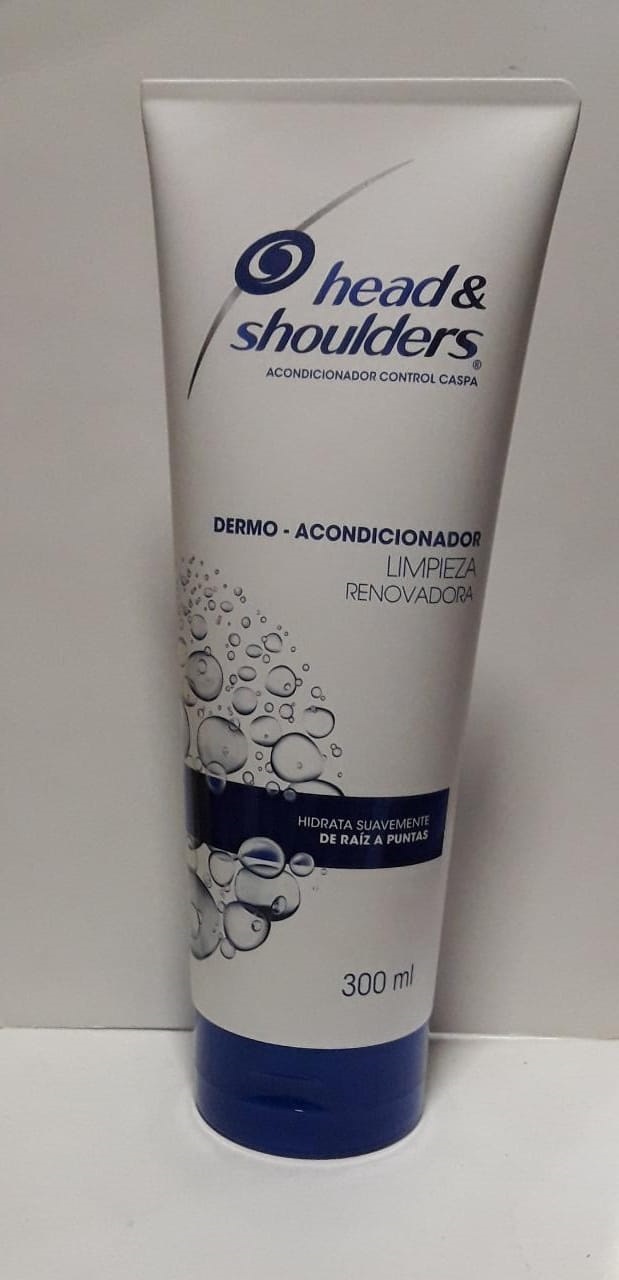 head &
shoulders®
ACONDICIONADOR CONTROL CASPA
DERMO - ACONDICIONADOR
LIMPIEZA
RENOVADORA
HIDRATA SUAVEMENTE
DE RAÍZ A PUNTAS
300 ml